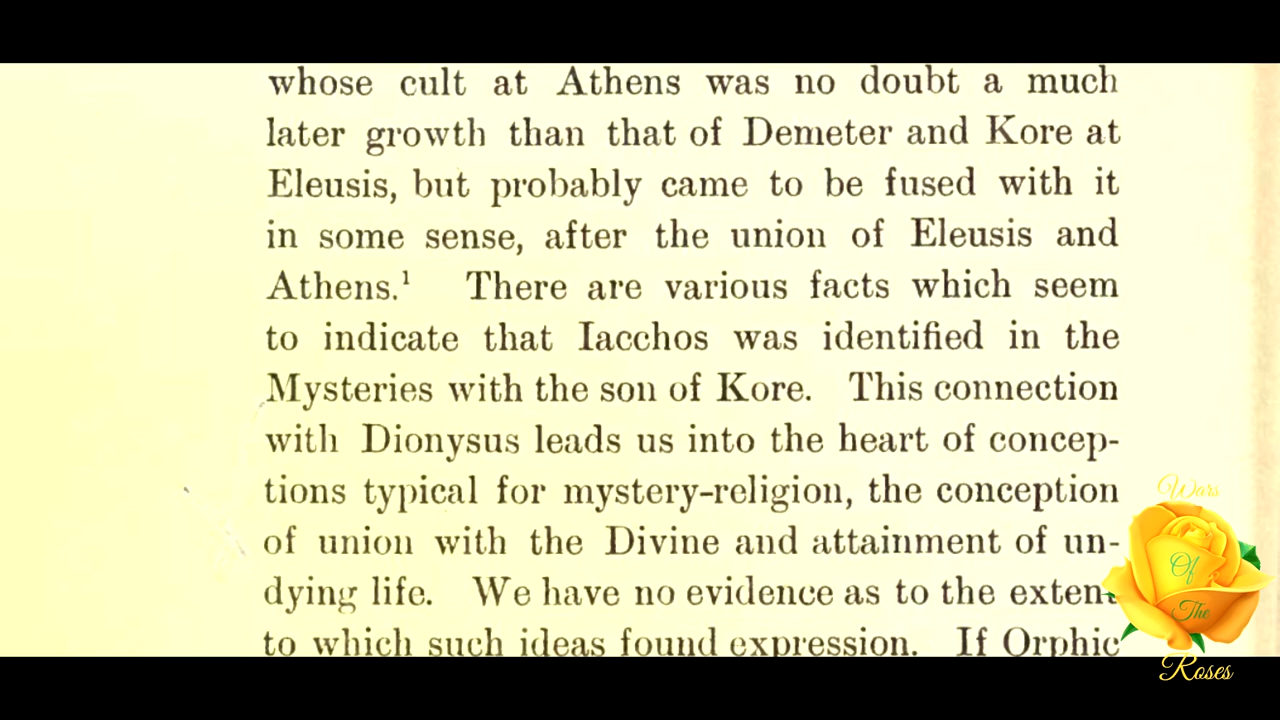 whose cult at Athens was no doubt a much
later growth than that of Demeter and Kore at
Eleusis, but probably came to be fused with it
in some sense, after the union of Eleusis and
Athens.¹ There are various facts which seem
to indicate that Iacchos was identified in the
Mysteries with the son of Kore. This connection
with Dionysus leads us into the heart of concep-
tions typical for mystery-religion, the conception
of union with the Divine and attainment of un-
dying life. We have no evidence as to the extent
to which such ideas found expression. If Orphic
Wars
Of
The
Roses